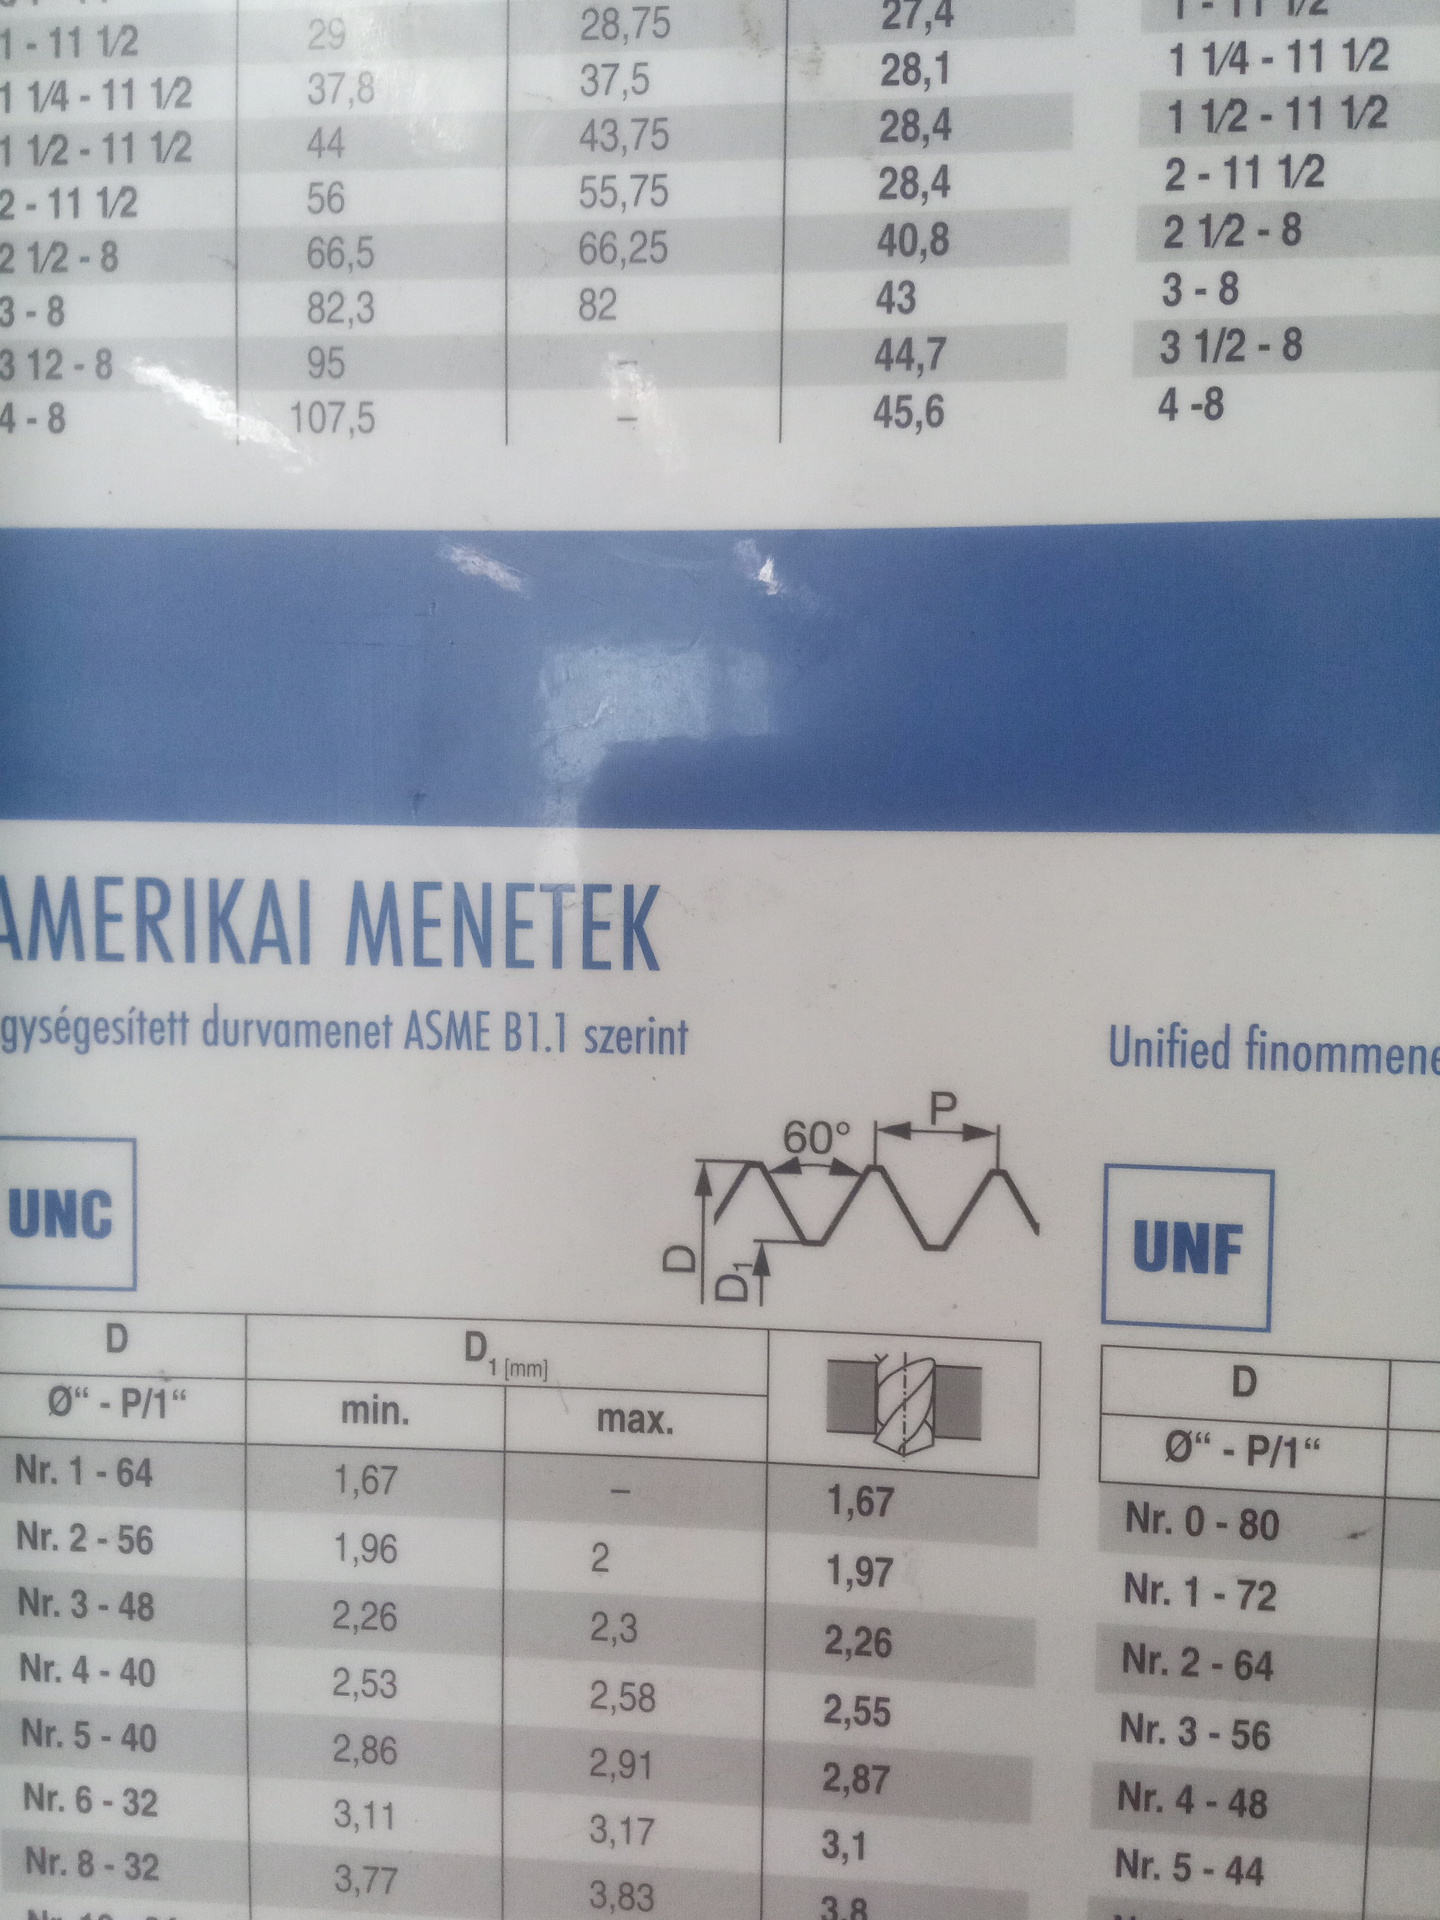 27,4
1 - 11 1/2 29 28,75
1 1/4 - 11 1/2 37,8 37,5 28,1 1 1/4 - 11 1/2
1 1/2 - 11 1/2 44 43,75 28,4 1 1/2 - 11 1/2
2 - 11 1/2 56 55,75 28,4 2 - 11 1/2
2 1/2 - 8 66,5 66,25 40,8 2 1/2 - 8
3 - 8 82,3 82 43 3 - 8
3 12 - 8 95 – 44,7 3 1/2 - 8
4 - 8 107,5 – 45,6 4 -8
AMERIKAI MENETEK
gységesített durvamenet ASME B1.1 szerint
Unified finommene
P
60°
D
D1
UNC
UNF
D D1 [mm] D
Ø“ - P/1“ min. max. Ø“ - P/1“
Nr. 1 - 64 1,67 – 1,67 Nr. 0 - 80
Nr. 2 - 56 1,96 2 1,97 Nr. 1 - 72
Nr. 3 - 48 2,26 2,3 2,26 Nr. 2 - 64
Nr. 4 - 40 2,53 2,58 2,55 Nr. 3 - 56
Nr. 5 - 40 2,86 2,91 2,87 Nr. 4 - 48
Nr. 6 - 32 3,11 3,17 3,1 Nr. 5 - 44
Nr. 8 - 32 3,77 3,83 3,8